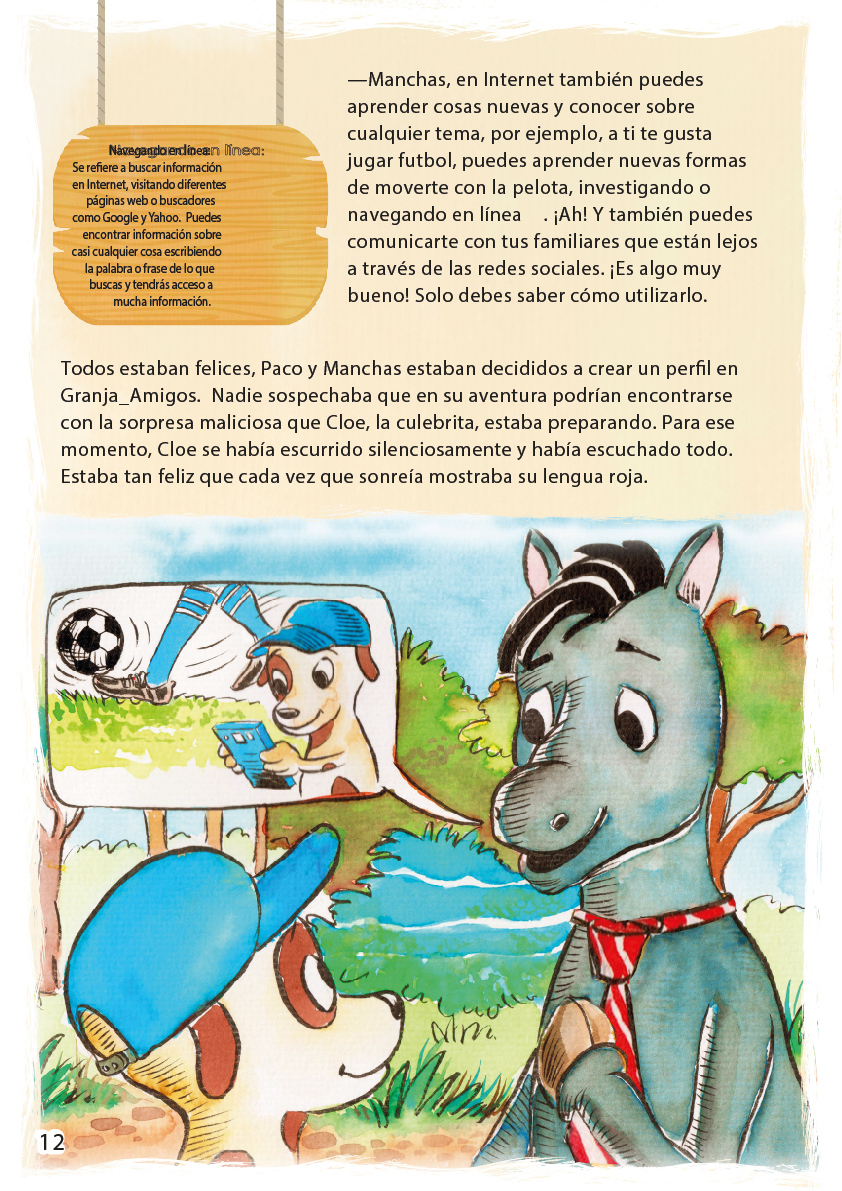 Navegando en línea:
Se refiere a buscar información
en Internet, visitando diferentes
páginas web o buscadores
como Google y Yahoo. Puedes
encontrar información sobre
casi cualquier cosa escribiendo
la palabra o frase de lo que
buscas y tendrás acceso a
mucha información.
—Manchas, en Internet también puedes
aprender cosas nuevas y conocer sobre
cualquier tema, por ejemplo, a ti te gusta
jugar futbol, puedes aprender nuevas formas
de moverte con la pelota, investigando o
navegando en línea . ¡Ah! Y también puedes
comunicarte con tus familiares que están lejos
a través de las redes sociales. ¡Es algo muy
bueno! Solo debes saber cómo utilizarlo.
Todos estaban felices, Paco y Manchas estaban decididos a crear un perfil en
Granja_Amigos. Nadie sospechaba que en su aventura podrían encontrarse
con la sorpresa maliciosa que Cloe, la culebrita, estaba preparando. Para ese
momento, Cloe se había escurrido silenciosamente y había escuchado todo.
Estaba tan feliz que cada vez que sonreía mostraba su lengua roja.
12